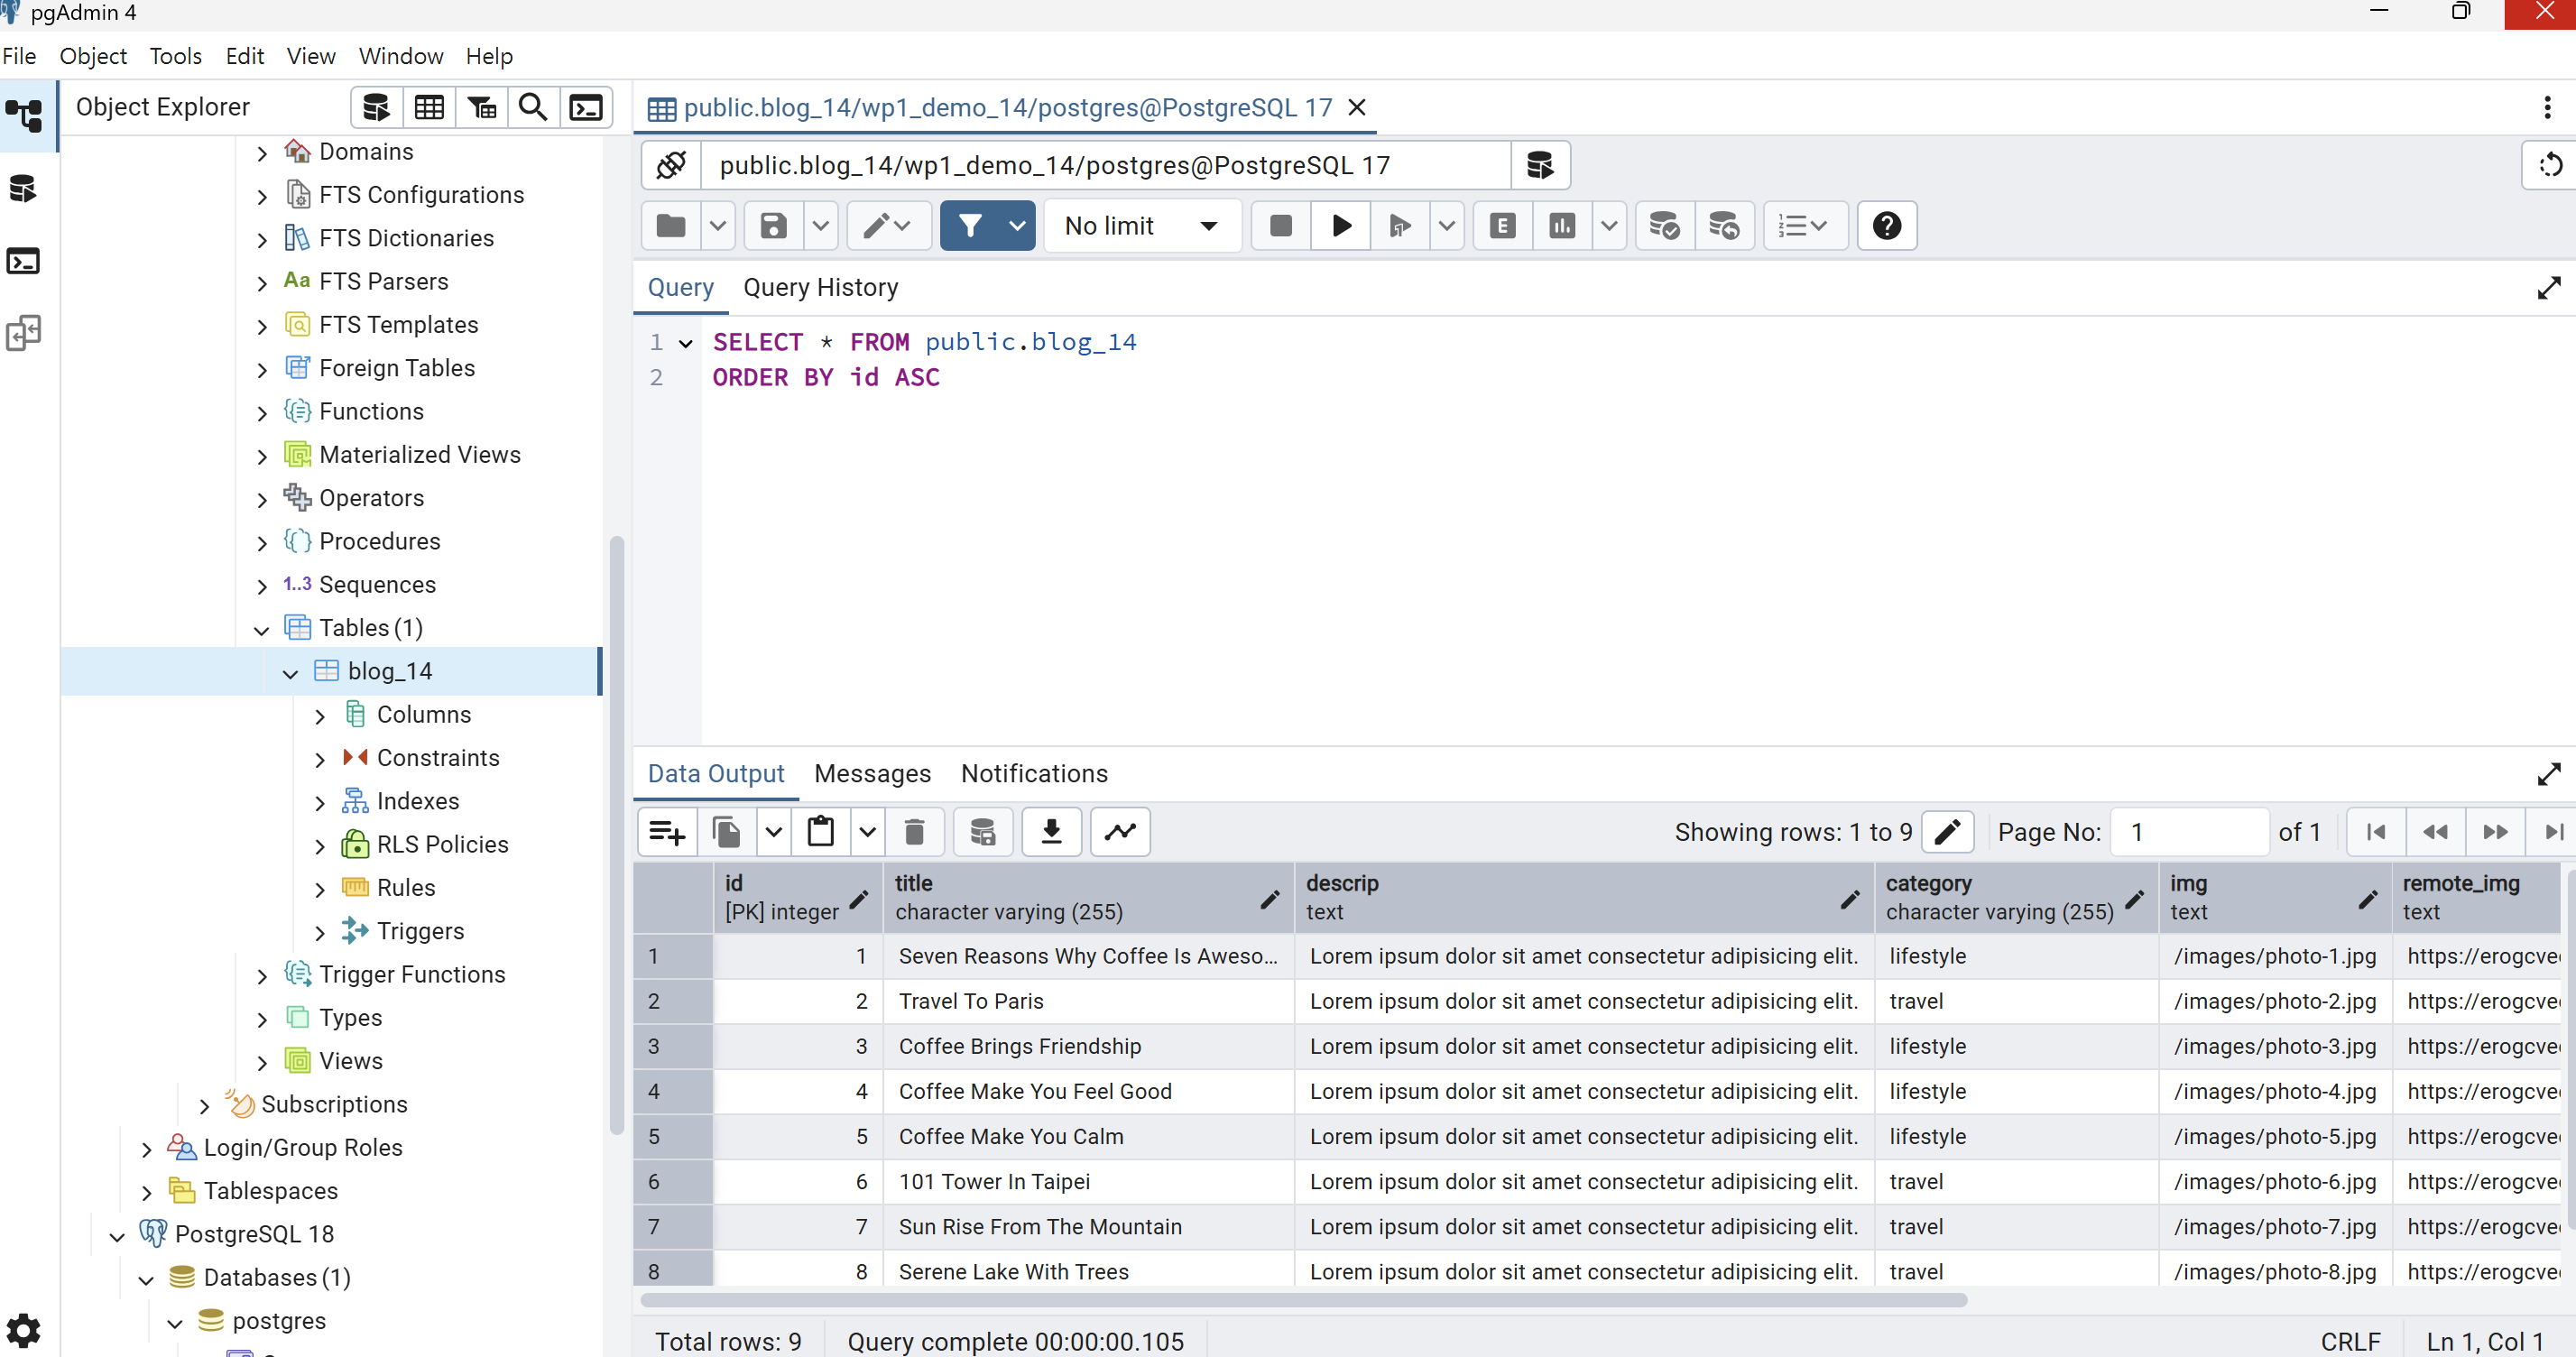 pgAdmin 4
File Object Tools Edit View Window Help
Object Explorer
Domains
FTS Configurations
FTS Dictionaries
Aa FTS Parsers
FTS Templates
Foreign Tables
Functions
Materialized Views
Operators
Procedures
1..3 Sequences
Tables (1)
blog_14
Columns
Constraints
Indexes
RLS Policies
Rules
Triggers
Trigger Functions
Types
Views
Subscriptions
Login/Group Roles
Tablespaces
PostgreSQL 18
Databases (1)
postgres
public.blog_14/wp1_demo_14/postgres@PostgreSQL 17
public.blog_14/wp1_demo_14/postgres@PostgreSQL 17
No limit
E
Query Query History
1 SELECT * FROM public.blog_14
2 ORDER BY id ASC
Data Output Messages Notifications
Showing rows: 1 to 9 Page No: 1 of 1
id title descrip category img remote_img
[PK] integer character varying (255) text character varying (255) text text
1 1 Seven Reasons Why Coffee Is Aweso... Lorem ipsum dolor sit amet consectetur adipisicing elit. lifestyle /images/photo-1.jpg https://erogcve
2 2 Travel To Paris Lorem ipsum dolor sit amet consectetur adipisicing elit. travel /images/photo-2.jpg https://erogcve
3 3 Coffee Brings Friendship Lorem ipsum dolor sit amet consectetur adipisicing elit. lifestyle /images/photo-3.jpg https://erogcve
4 4 Coffee Make You Feel Good Lorem ipsum dolor sit amet consectetur adipisicing elit. lifestyle /images/photo-4.jpg https://erogcve
5 5 Coffee Make You Calm Lorem ipsum dolor sit amet consectetur adipisicing elit. lifestyle /images/photo-5.jpg https://erogcve
6 6 101 Tower In Taipei Lorem ipsum dolor sit amet consectetur adipisicing elit. travel /images/photo-6.jpg https://erogcve
7 7 Sun Rise From The Mountain Lorem ipsum dolor sit amet consectetur adipisicing elit. travel /images/photo-7.jpg https://erogcve
8 8 Serene Lake With Trees Lorem ipsum dolor sit amet consectetur adipisicing elit. travel /images/photo-8.jpg https://erogcve
Total rows: 9 Query complete 00:00:00.105 CRLF Ln 1, Col 1